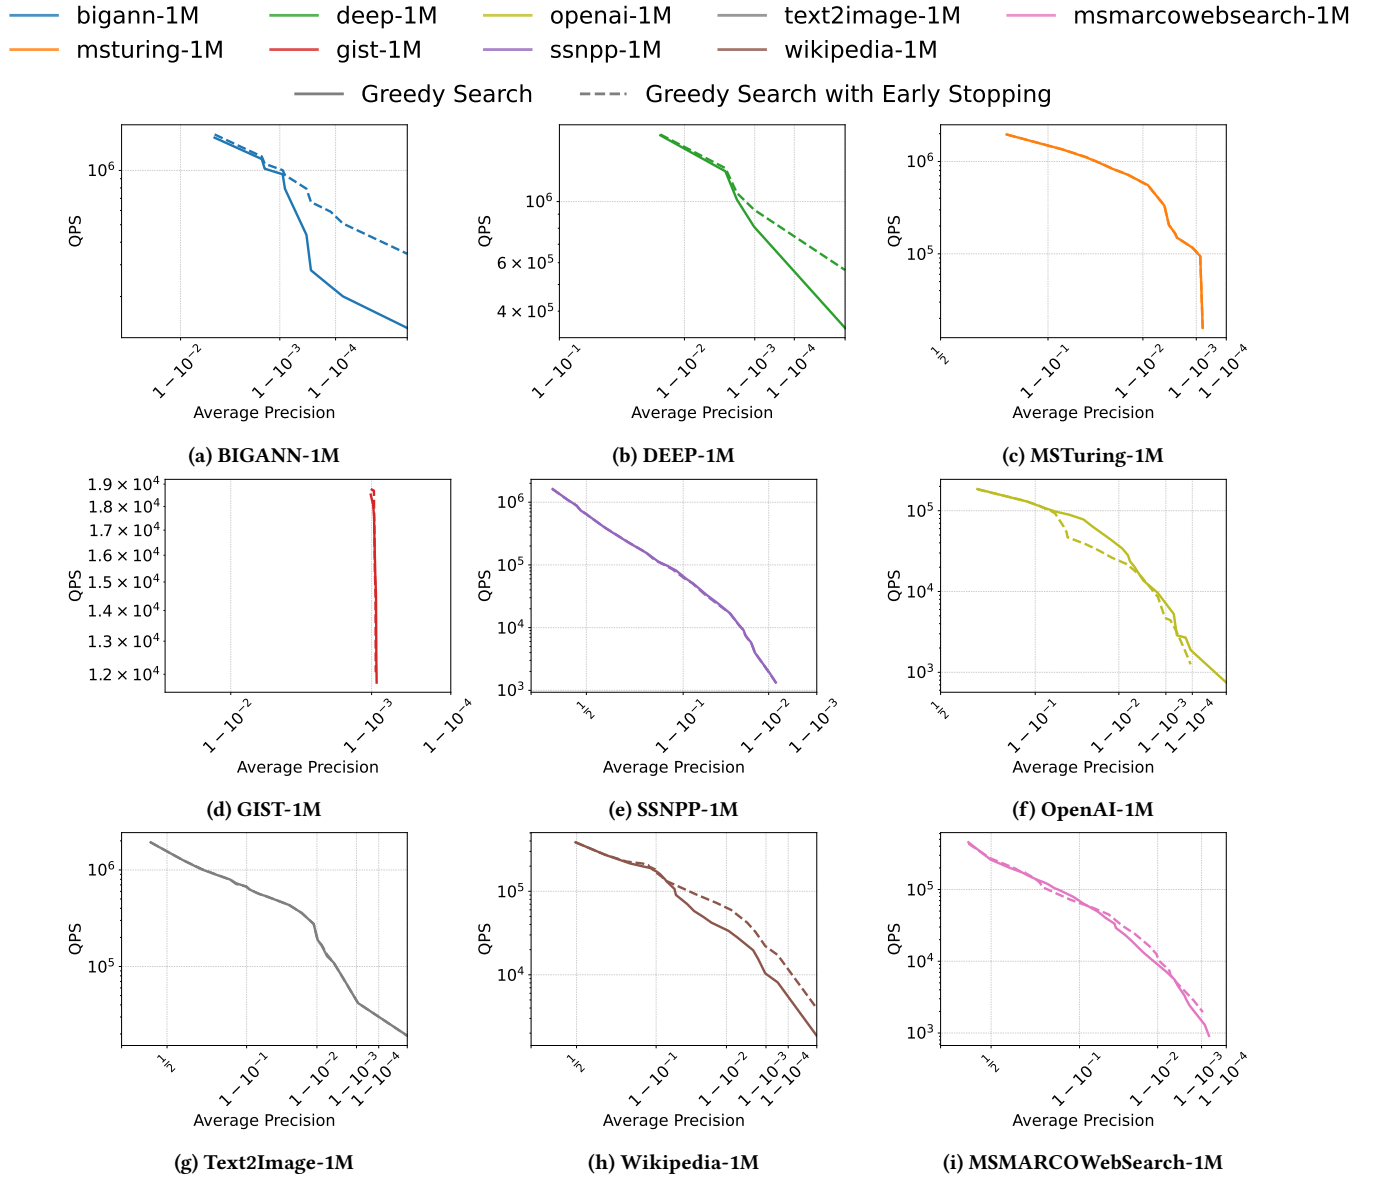 bigann-1M deep-1M openai-1M text2image-1M msmarcowebsearch-1M
msturing-1M gist-1M ssnpp-1M wikipedia-1M
Greedy Search Greedy Search with Early Stopping
10^6
QPS
1 − 10^−2 1 − 10^−3 1 − 10^−4
Average Precision
(a) BIGANN-1M
10^6
6 × 10^5
4 × 10^5
QPS
1 − 10^−1 1 − 10^−2 1 − 10^−3 1 − 10^−4
Average Precision
(b) DEEP-1M
10^6
10^5
QPS
1/2 1 − 10^−1 1 − 10^−2 1 − 10^−3 1 − 10^−4
Average Precision
(c) MSTuring-1M
1.9 × 10^4
1.8 × 10^4
1.7 × 10^4
1.6 × 10^4
1.5 × 10^4
1.4 × 10^4
1.3 × 10^4
1.2 × 10^4
QPS
1 − 10^−2 1 − 10^−3 1 − 10^−4
Average Precision
(d) GIST-1M
10^6
10^5
10^4
10^3
QPS
1/2 1 − 10^−1 1 − 10^−2 1 − 10^−3
Average Precision
(e) SSNPP-1M
10^5
10^4
10^3
QPS
1/2 1 − 10^−1 1 − 10^−2 1 − 10^−3 1 − 10^−4
Average Precision
(f) OpenAI-1M
10^6
10^5
QPS
1/2 1 − 10^−1 1 − 10^−2 1 − 10^−3 1 − 10^−4
Average Precision
(g) Text2Image-1M
10^5
10^4
QPS
1/2 1 − 10^−1 1 − 10^−2 1 − 10^−3 1 − 10^−4
Average Precision
(h) Wikipedia-1M
10^5
10^4
10^3
QPS
1/2 1 − 10^−1 1 − 10^−2 1 − 10^−3 1 − 10^−4
Average Precision
(i) MSMARCOWebSearch-1M